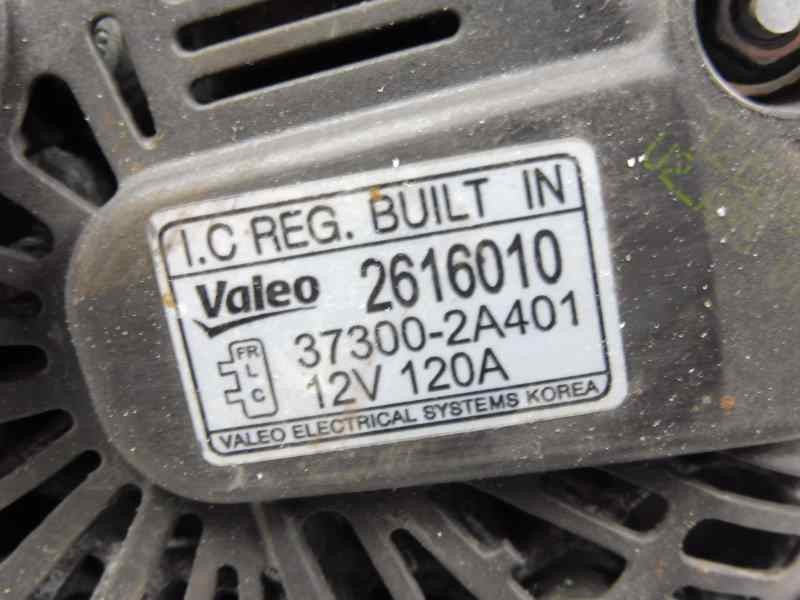 I.C REG. BUILT IN
Valeo 2616010
37300-2A401
FR
L
C
12V 120A
VALEO ELECTRICAL SYSTEMS KOREA